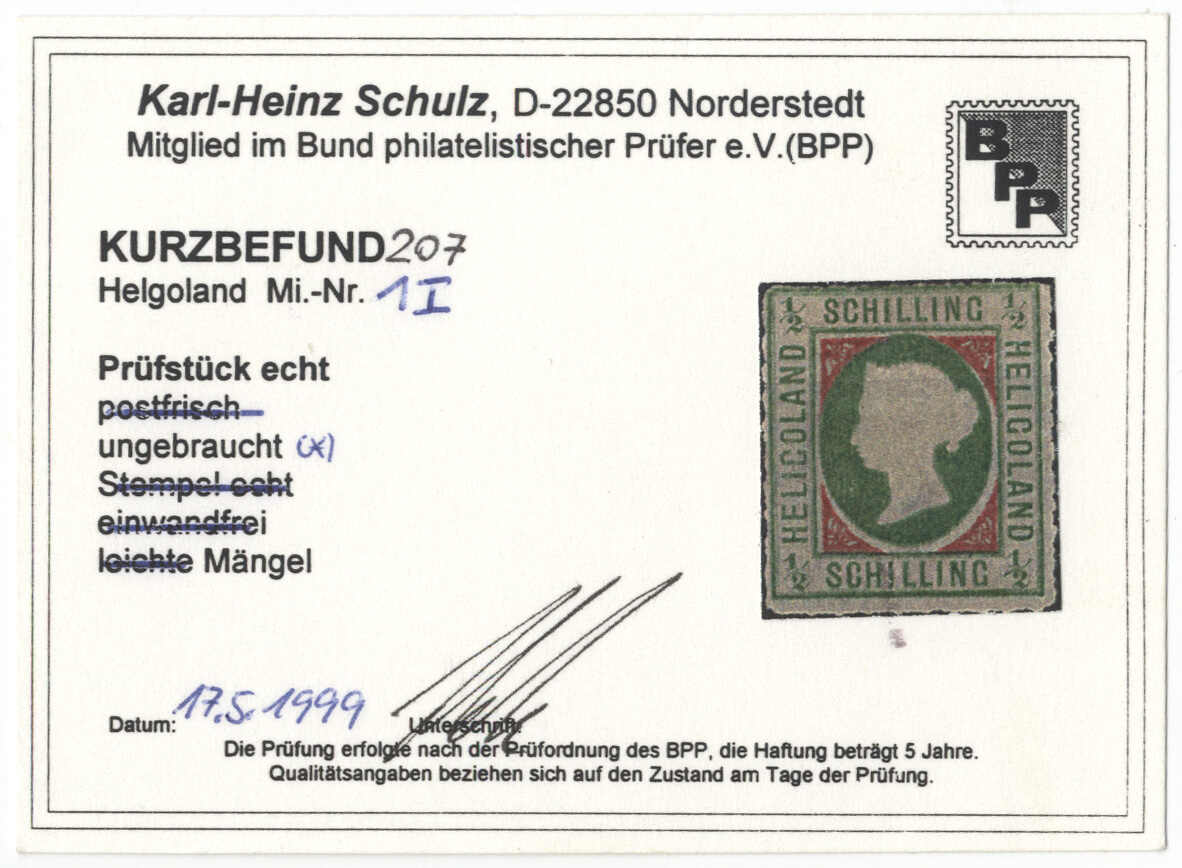 Karl-Heinz Schulz, D-22850 Norderstedt
Mitglied im Bund philatelistischer Prüfer e.V.(BPP)
BPP
KURZBEFUND 207
Helgoland Mi.-Nr. 1I
½ SCHILLING ½
HELIGOLAND
HELIGOLAND
½ SCHILLING ½
Prüfstück echt
postfrisch
ungebraucht (x)
Stempel echt
einwandfrei
leichte Mängel
Datum: 17.5.1999 Unterschrift:
Die Prüfung erfolgte nach der Prüfordnung des BPP, die Haftung beträgt 5 Jahre.
Qualitätsangaben beziehen sich auf den Zustand am Tage der Prüfung.